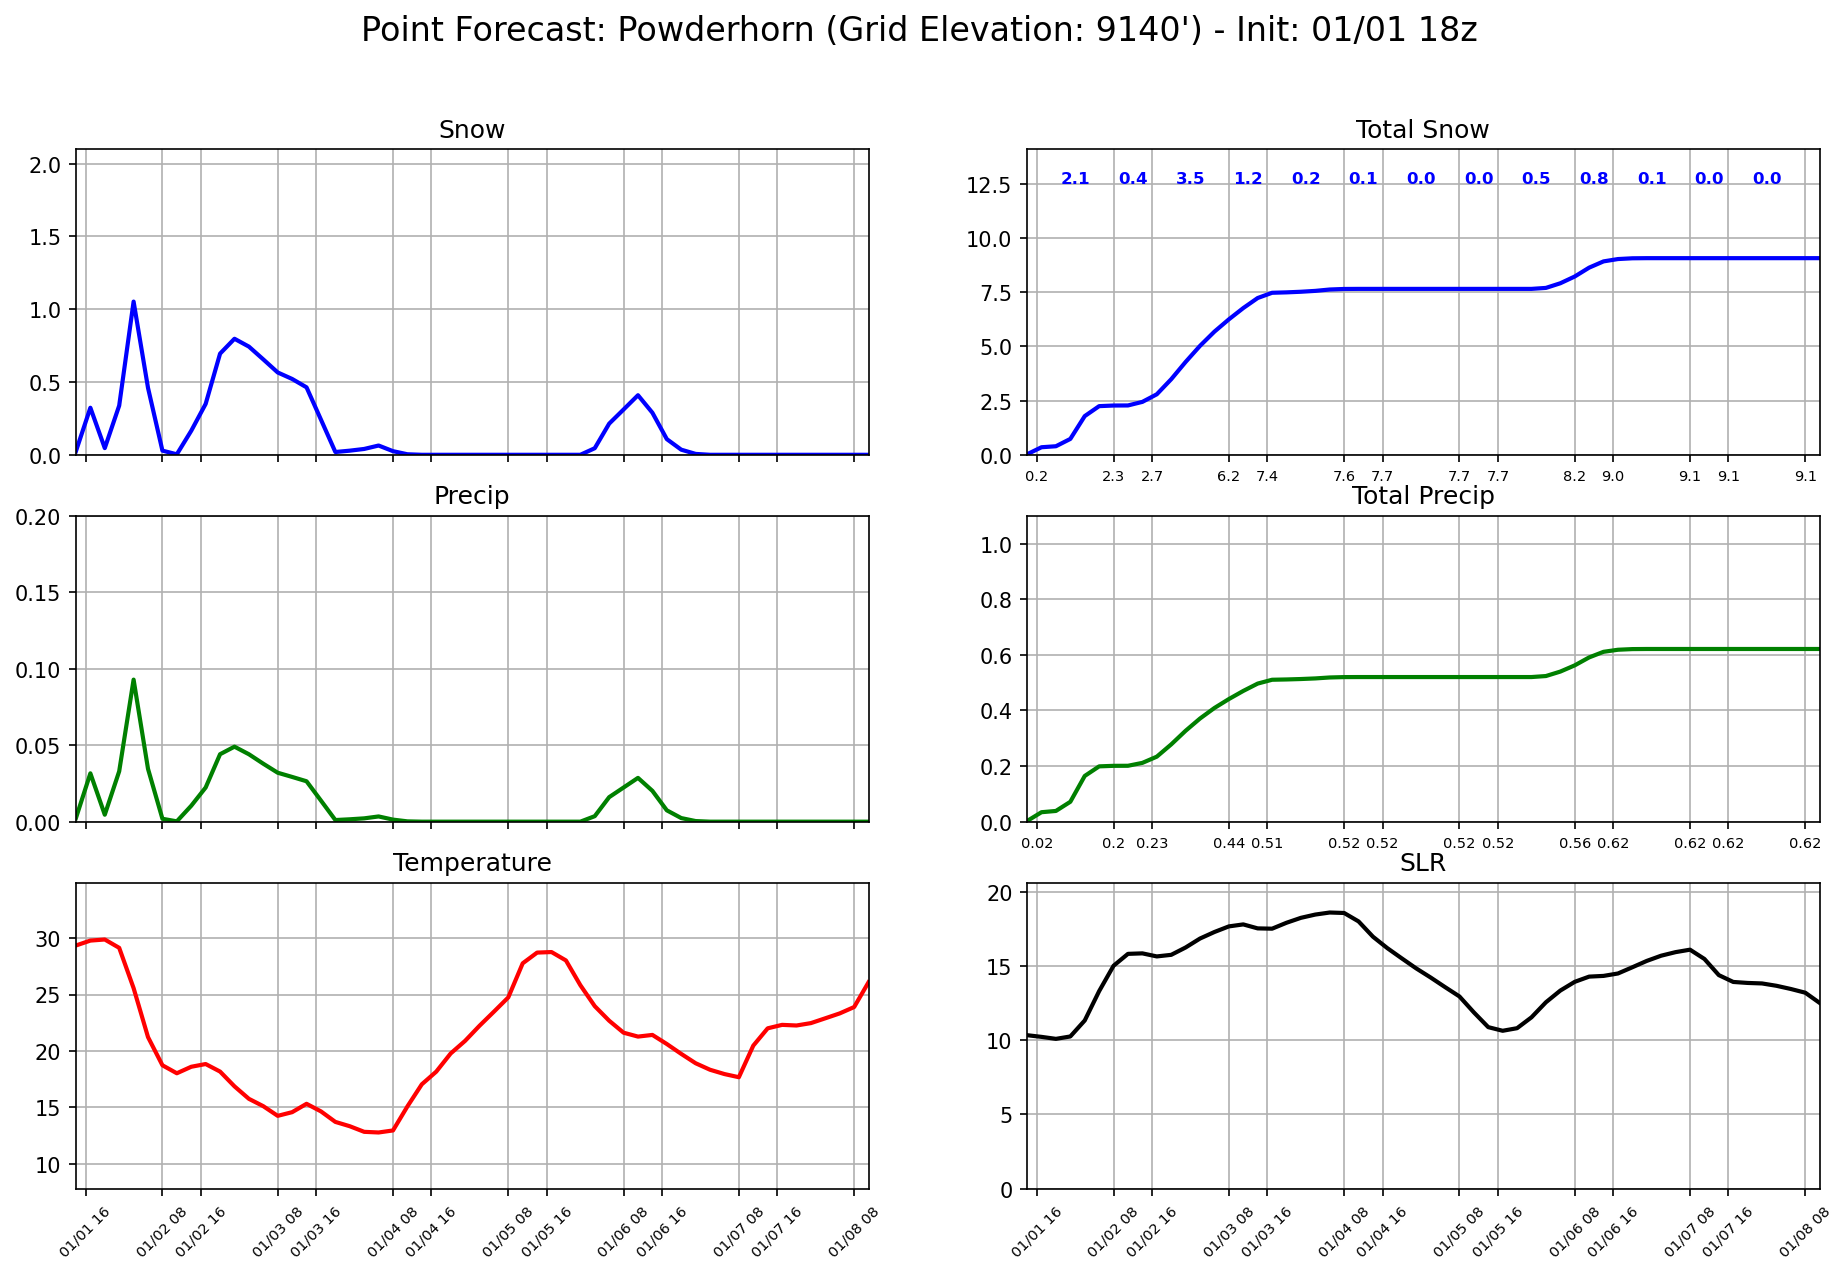 Point Forecast: Powderhorn (Grid Elevation: 9140') - Init: 01/01 18z
Snow
2.0
1.5
1.0
0.5
0.0
Total Snow
2.1 0.4 3.5 1.2 0.2 0.1 0.0 0.0 0.5 0.8 0.1 0.0 0.0
12.5
10.0
7.5
5.0
2.5
0.0
0.2 2.3 2.7 6.2 7.4 7.6 7.7 7.7 7.7 8.2 9.0 9.1 9.1 9.1
Precip
0.20
0.15
0.10
0.05
0.00
Total Precip
1.0
0.8
0.6
0.4
0.2
0.0
0.02 0.2 0.23 0.44 0.51 0.52 0.52 0.52 0.52 0.56 0.62 0.62 0.62 0.62
Temperature
30
25
20
15
10
01/01 16 01/02 08 01/02 16 01/03 08 01/03 16 01/04 08 01/04 16 01/05 08 01/05 16 01/06 08 01/06 16 01/07 08 01/07 16 01/08 08
SLR
20
15
10
5
0
01/01 16 01/02 08 01/02 16 01/03 08 01/03 16 01/04 08 01/04 16 01/05 08 01/05 16 01/06 08 01/06 16 01/07 08 01/07 16 01/08 08